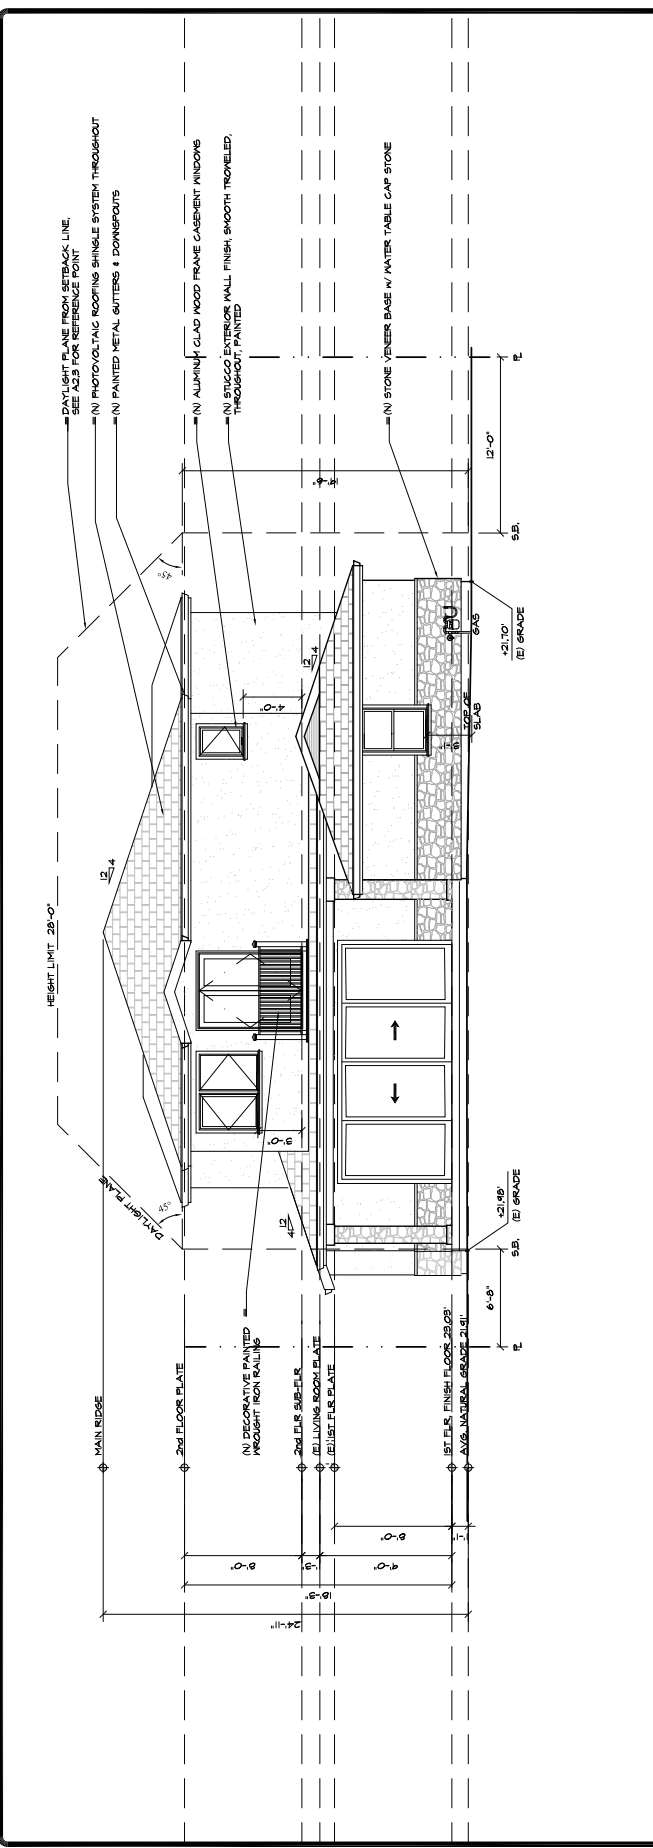 DAYLIGHT PLANE FROM SETBACK LINE,
SEE A2.3 FOR REFERENCE POINT
(N) PHOTOVOLTAIC ROOFING SHINGLE SYSTEM THROUGHOUT
(N) PAINTED METAL GUTTERS & DOWNSPOUTS
(N) ALUMINUM CLAD WOOD FRAME CASEMENT WINDOWS
(N) STUCCO EXTERIOR WALL FINISH, SMOOTH TROWELED,
THROUGHOUT, PAINTED
(N) STONE VENEER BASE W/ WATER TABLE CAP STONE
PL
12'-0"
S.B.
45°
HEIGHT LIMIT 28'-0"
12
4
12
4
4'-0"
GAS
+21.70'
(E) GRADE
TOP OF
SLAB
3'-0"
12
4
DAYLIGHT PLANE
45°
+21.98'
(E) GRADE
S.B.
6'-8"
PL
(N) DECORATIVE PAINTED
WROUGHT IRON RAILING
MAIN RIDGE
2nd FLOOR PLATE
2nd FLR SUB-FLR
(E) LIVING ROOM PLATE
(E) 1ST FLR PLATE
1ST FLR, FINISH FLOOR 23.03'
AVG. NATURAL GRADE 21.91'
8'-0"
1'-3"
9'-0"
8'-0"
1'-1"
18'-3"
24'-11"